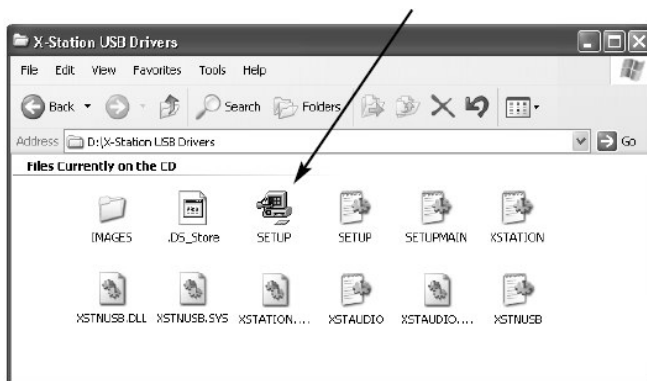 X-Station USB Drivers
File Edit View Favorites Tools Help
Back Search Folders
Address D:\X-Station USB Drivers Go
Files Currently on the CD
IMAGES .DS_Store SETUP SETUP SETUPMAIN XSTATION
XSTNUSB.DLL XSTNUSB.SYS XSTATION.... XSTAUDIO XSTAUDIO.... XSTNUSB